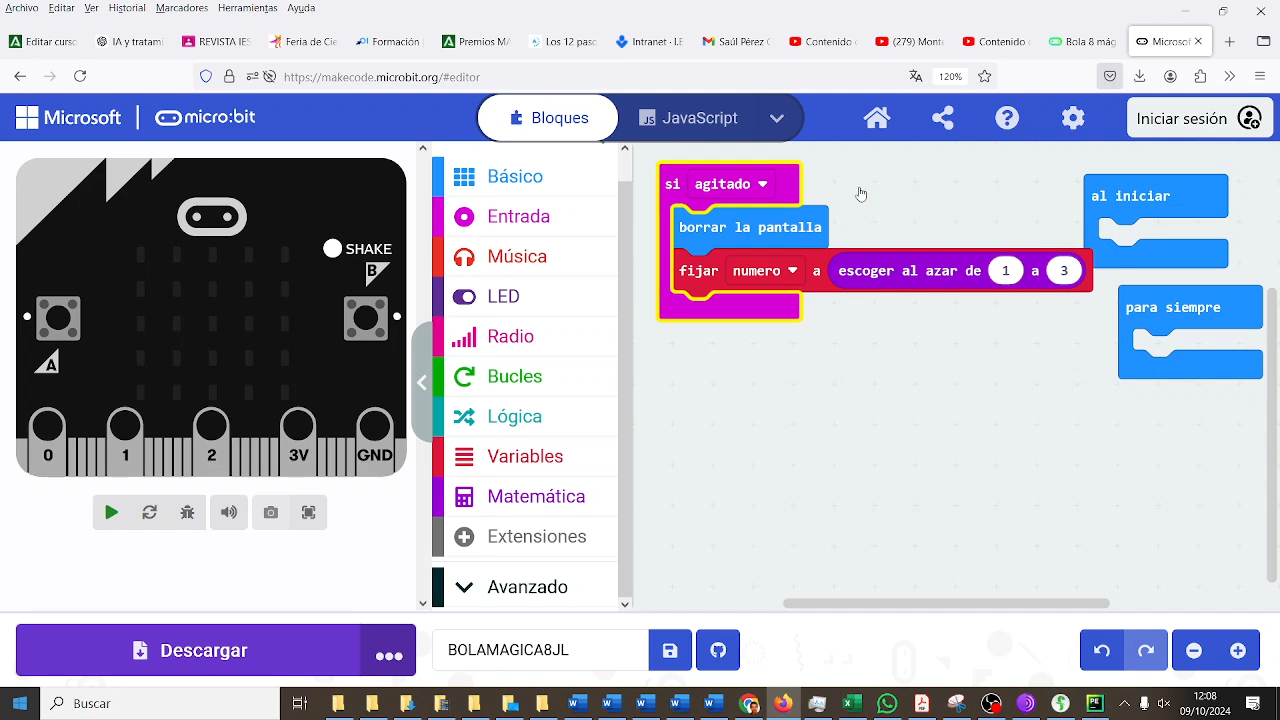 Archivo Editar Ver Historial Marcadores Herramientas Ayuda
Editar curso IA y tratami REVISTA IES Feria de Cie Formación Premios Ma Los 12 paso Intranet - I.E Saúl Pérez Contenido (279) Mont Contenido Bola 8 mág Microsof
https://makecode.microbit.org/#editor 120%
Microsoft micro:bit Bloques JavaScript Iniciar sesión
SHAKE
B
A
0 1 2 3V GND
Básico
Entrada
Música
LED
Radio
Bucles
Lógica
Variables
Matemática
Extensiones
Avanzado
si agitado
borrar la pantalla
fijar numero a escoger al azar de 1 a 3
al iniciar
para siempre
Descargar
BOLAMAGICA8JL
Buscar
12:08
09/10/2024